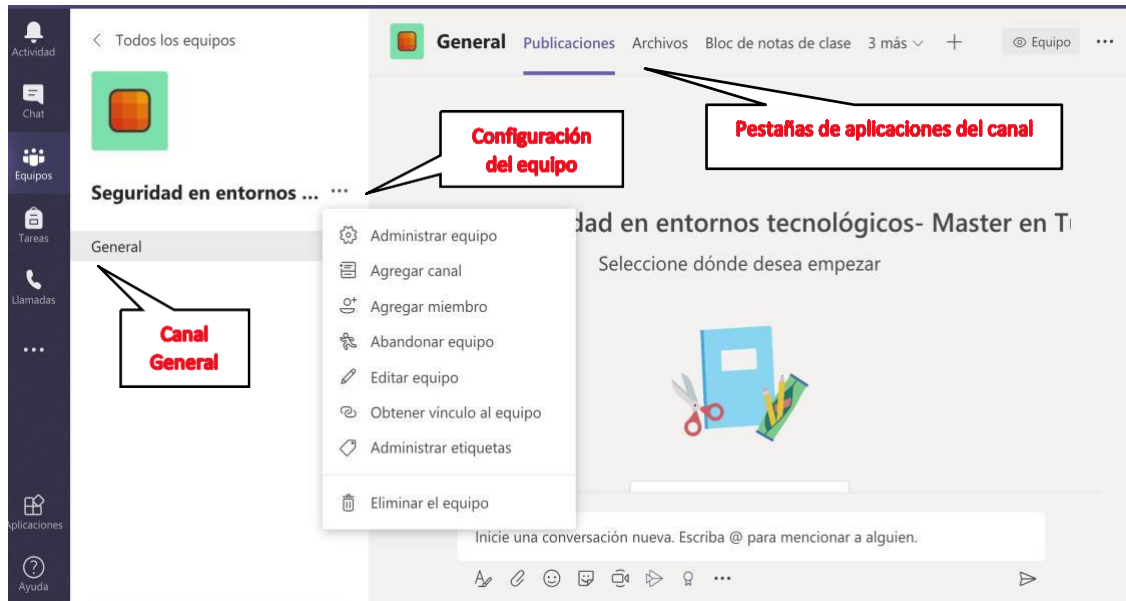 Actividad
Chat
Equipos
Tareas
Llamadas
Aplicaciones
Ayuda
Todos los equipos
Seguridad en entornos ... ...
General
Canal
General
Configuración
del equipo
Administrar equipo
Agregar canal
Agregar miembro
Abandonar equipo
Editar equipo
Obtener vínculo al equipo
Administrar etiquetas
Eliminar el equipo
General Publicaciones Archivos Bloc de notas de clase 3 más + Equipo ...
Pestañas de aplicaciones del canal
dad en entornos tecnológicos- Master en
Seleccione dónde desea empezar
Inicie una conversación nueva. Escriba @ para mencionar a alguien.